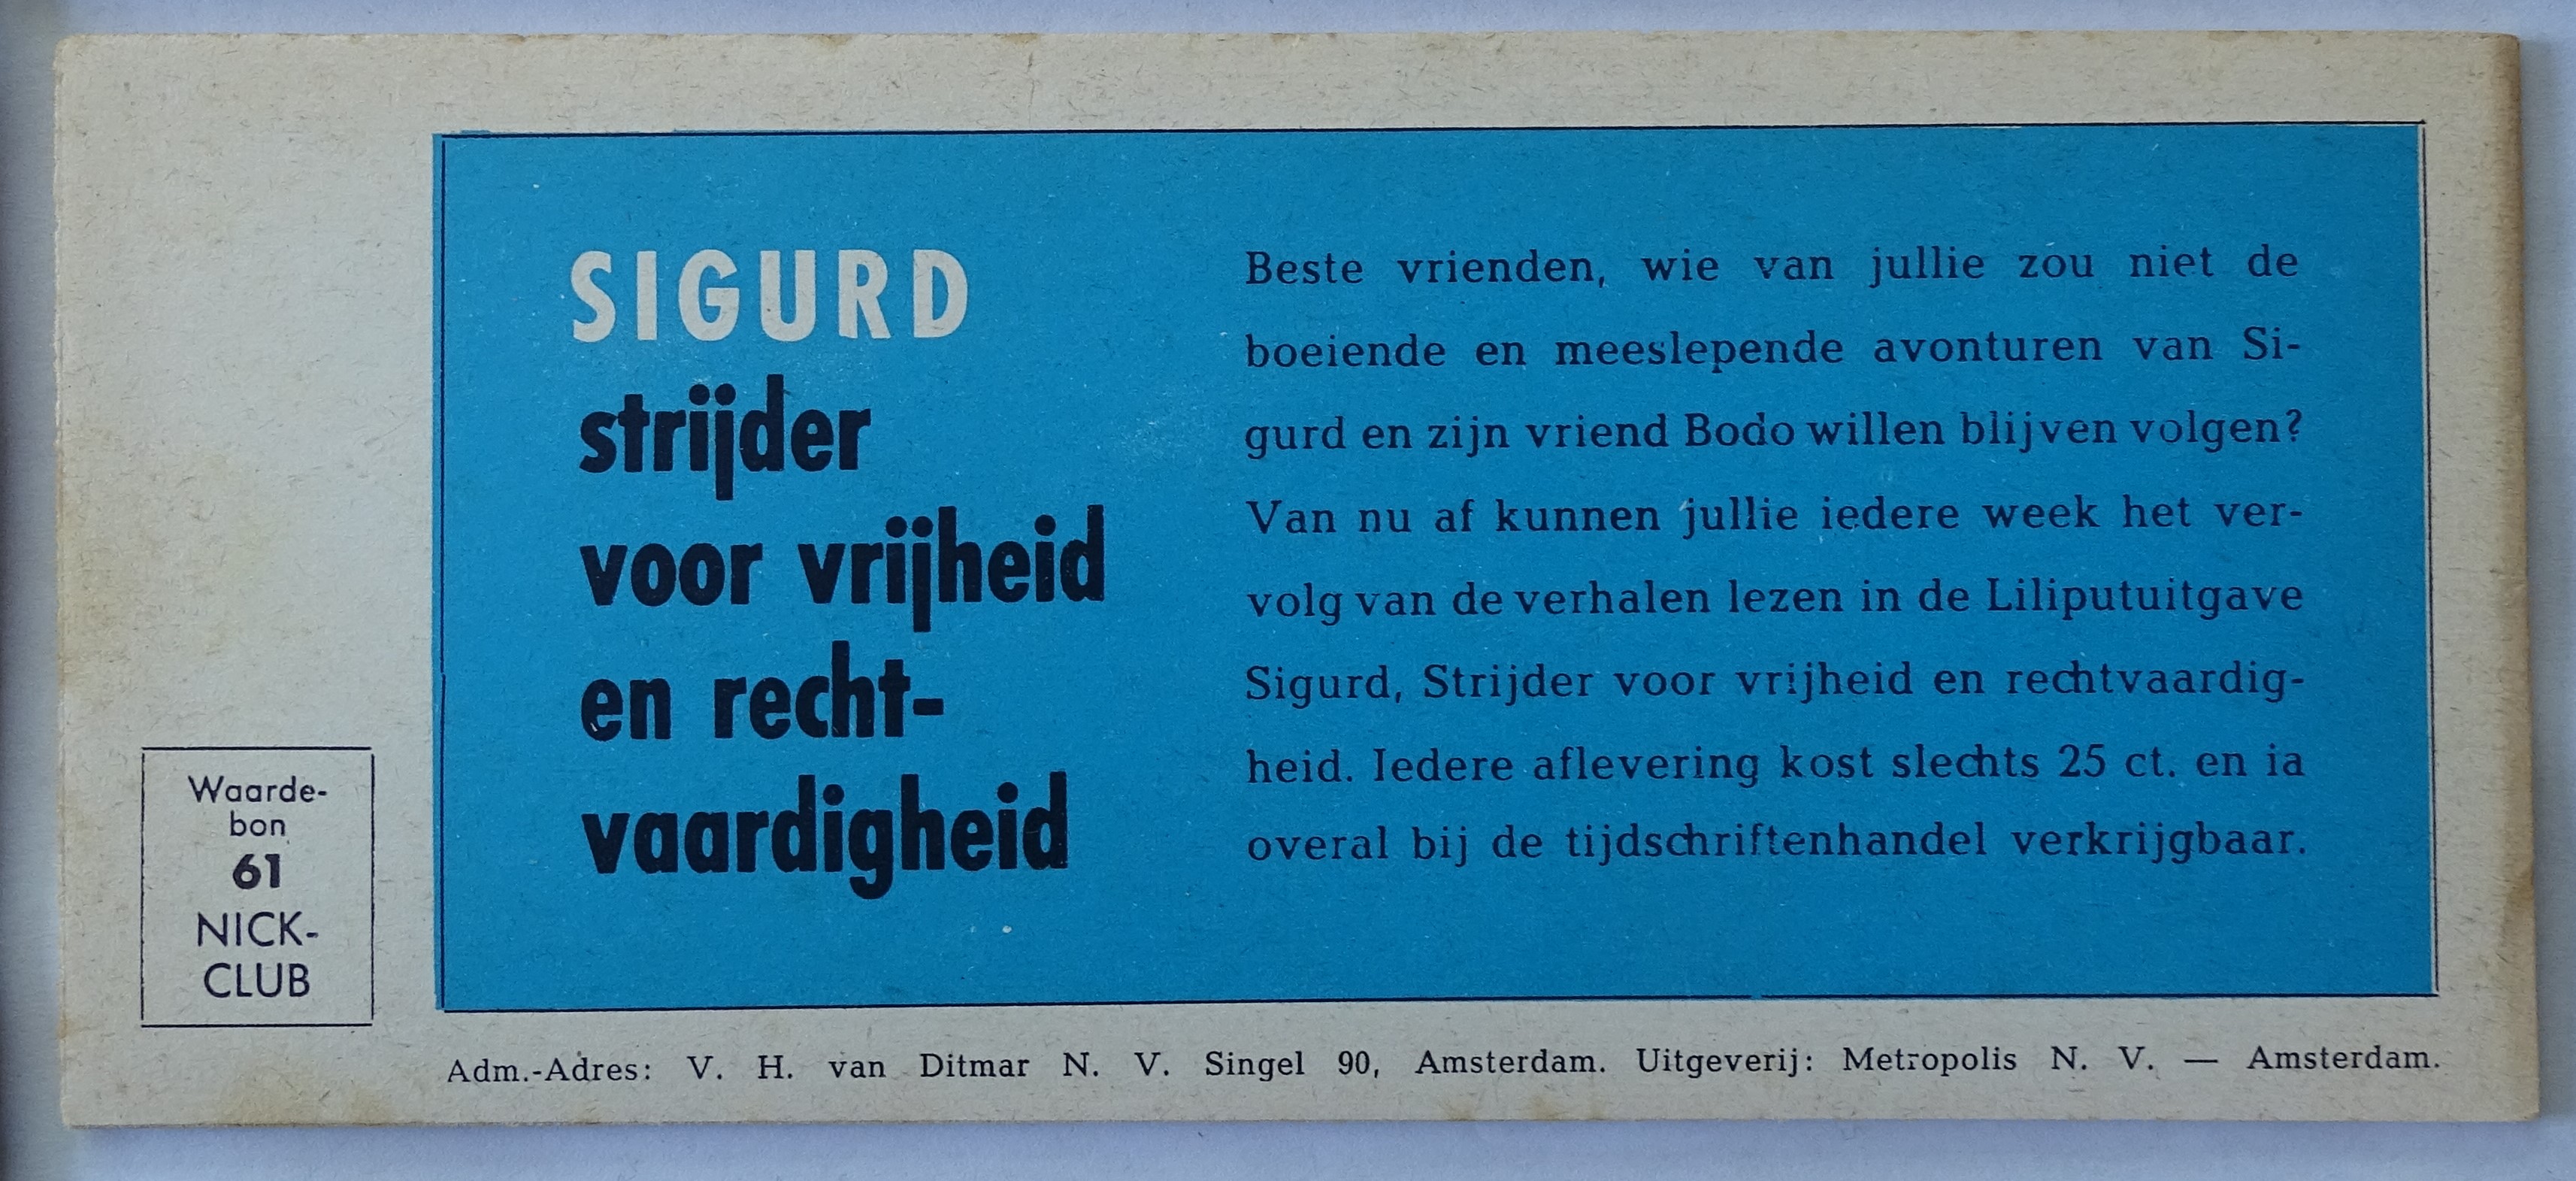 SIGURD
strijder
voor vrijheid
en recht-
vaardigheid
Beste vrienden, wie van jullie zou niet de
boeiende en meeslepende avonturen van Si-
gurd en zijn vriend Bodo willen blijven volgen?
Van nu af kunnen jullie iedere week het ver-
volg van de verhalen lezen in de Liliputuitgave
Sigurd, Strijder voor vrijheid en rechtvaardig-
heid. Iedere aflevering kost slechts 25 ct. en ia
overal bij de tijdschriftenhandel verkrijgbaar.
Waarde-
bon
61
NICK-
CLUB
Adm.-Adres: V. H. van Ditmar N. V. Singel 90, Amsterdam. Uitgeverij: Metropolis N. V. — Amsterdam.